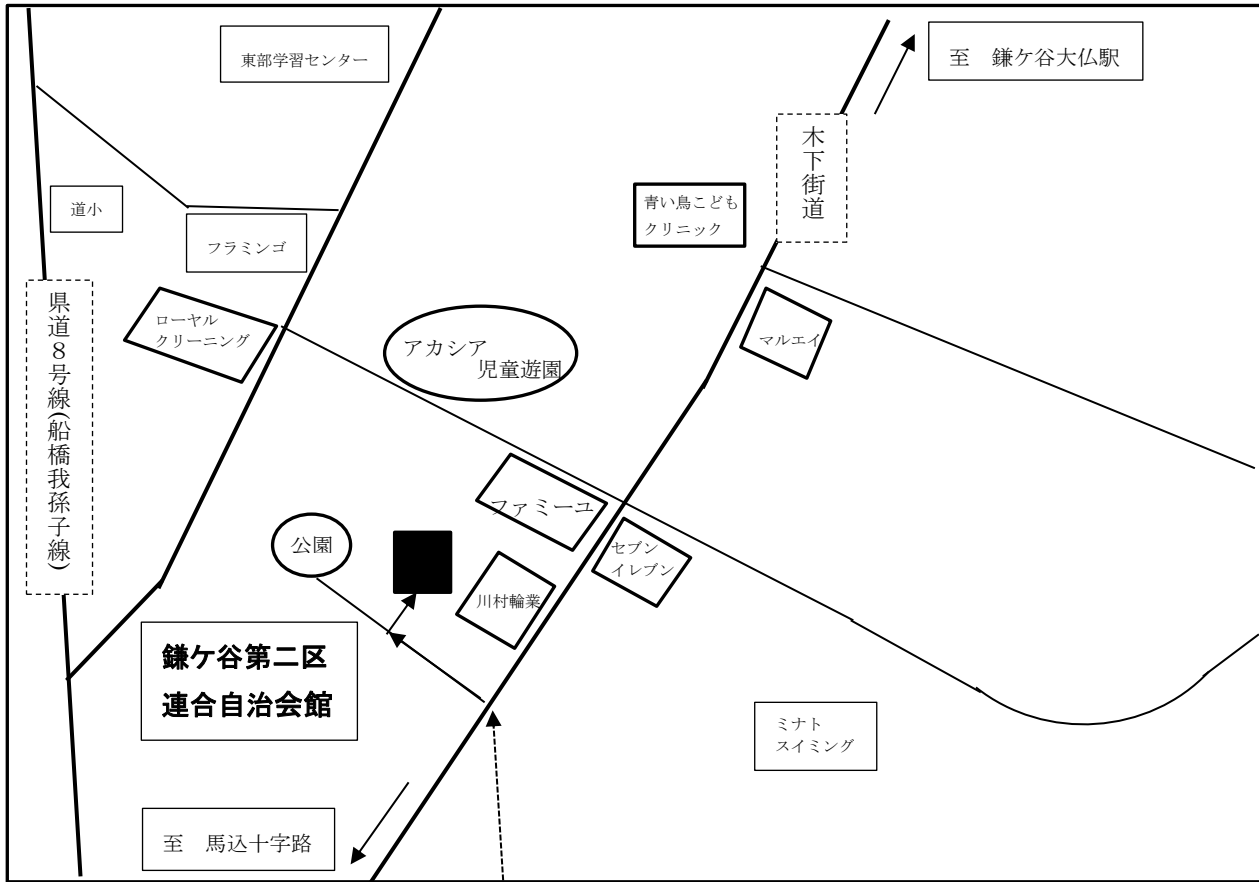 東部学習センター
至　鎌ケ谷大仏駅
木下街道
青い鳥こども
クリニック
道小
フラミンゴ
県道８号線(船橋我孫子線)
ローヤル
クリーニング
アカシア
児童遊園
マルエイ
ファミーユ
公園
セブン
イレブン
川村輪業
鎌ケ谷第二区
連合自治会館
ミナト
スイミング
至　馬込十字路